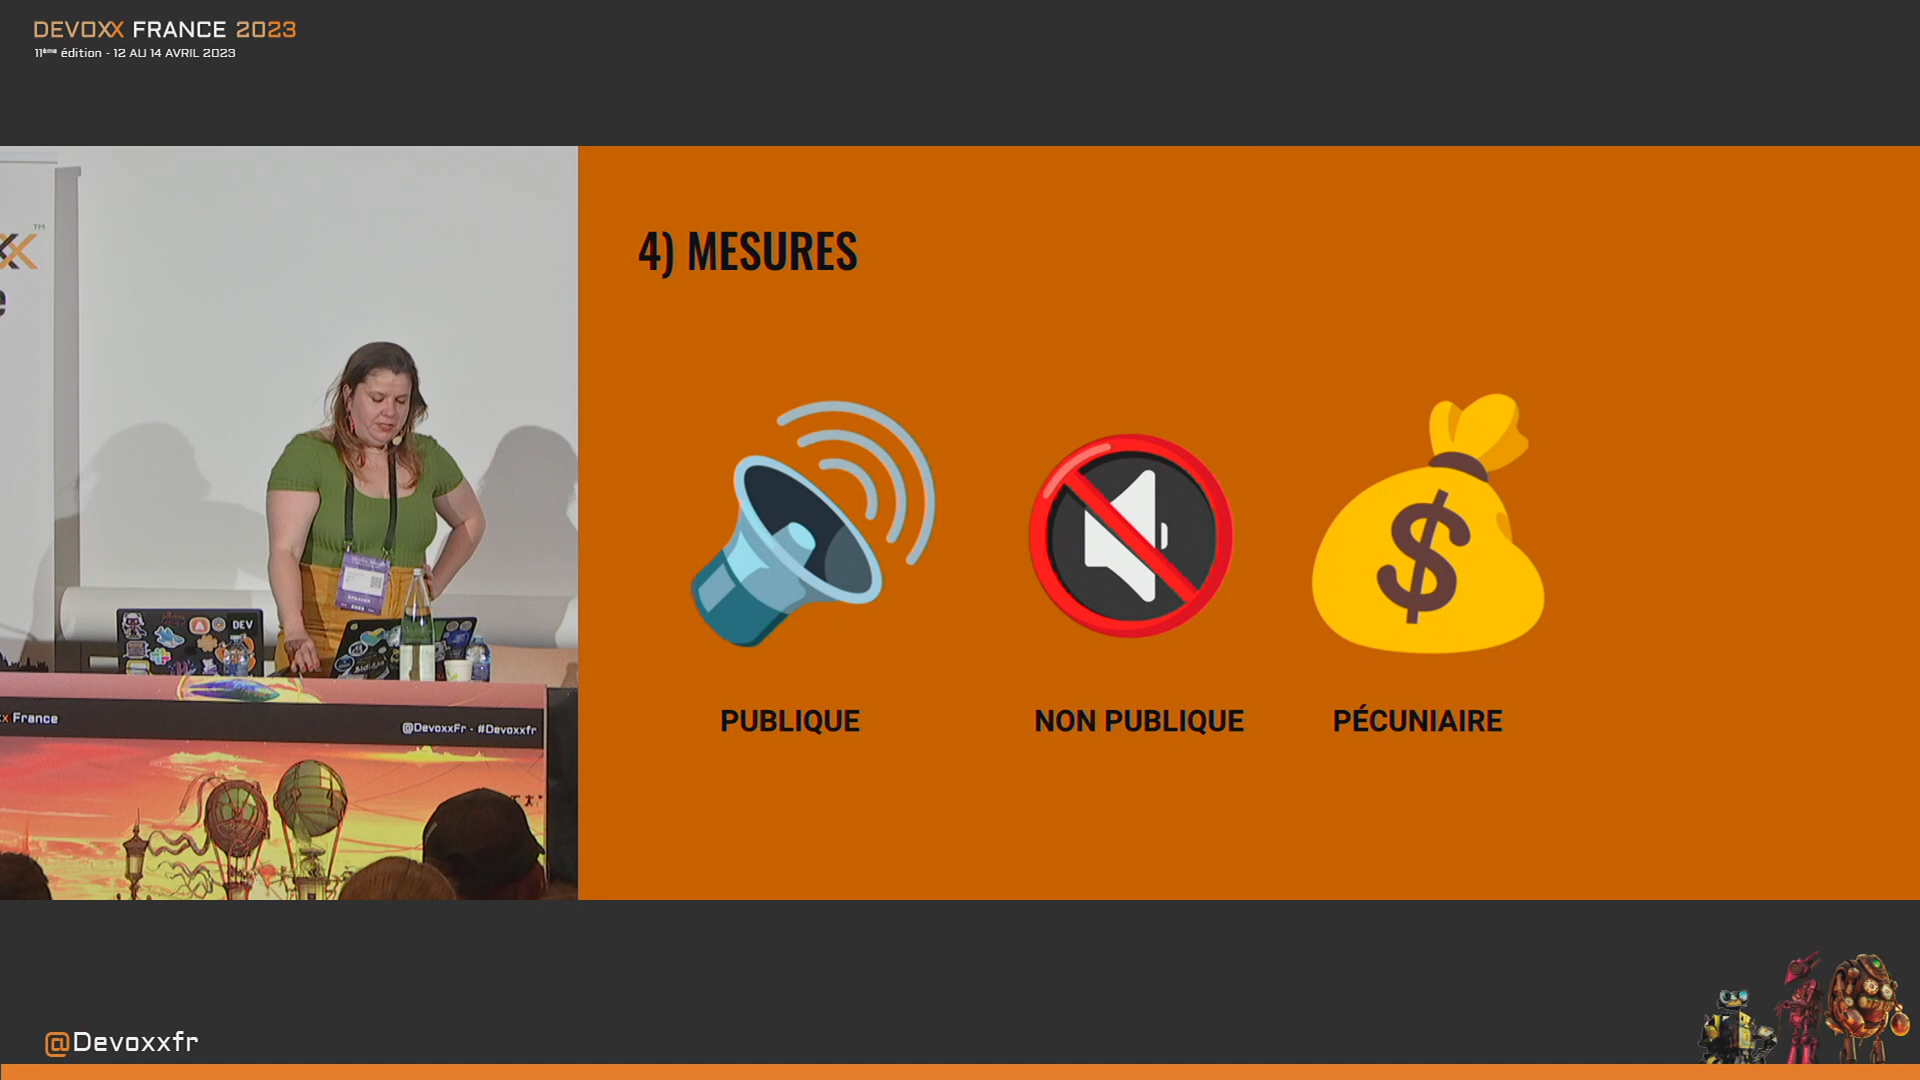 DEVOXX FRANCE 2023
11ème édition - 12 AU 14 AVRIL 2023
4) MESURES
PUBLIQUE
NON PUBLIQUE
PÉCUNIAIRE
DEV
x France
@DevoxxFr - #Devoxxfr
@Devoxxfr